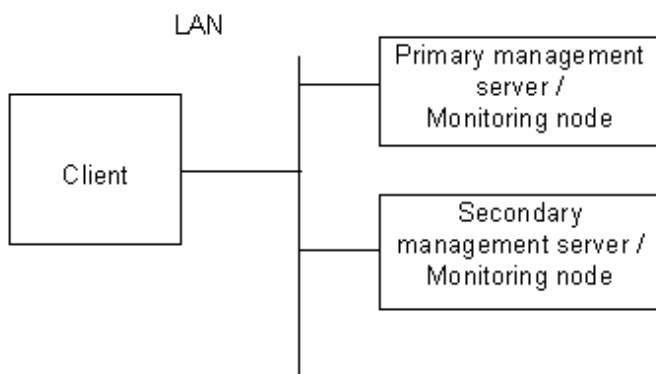 LAN
Primary management
server /
Monitoring node
Client
Secondary
management server /
Monitoring node